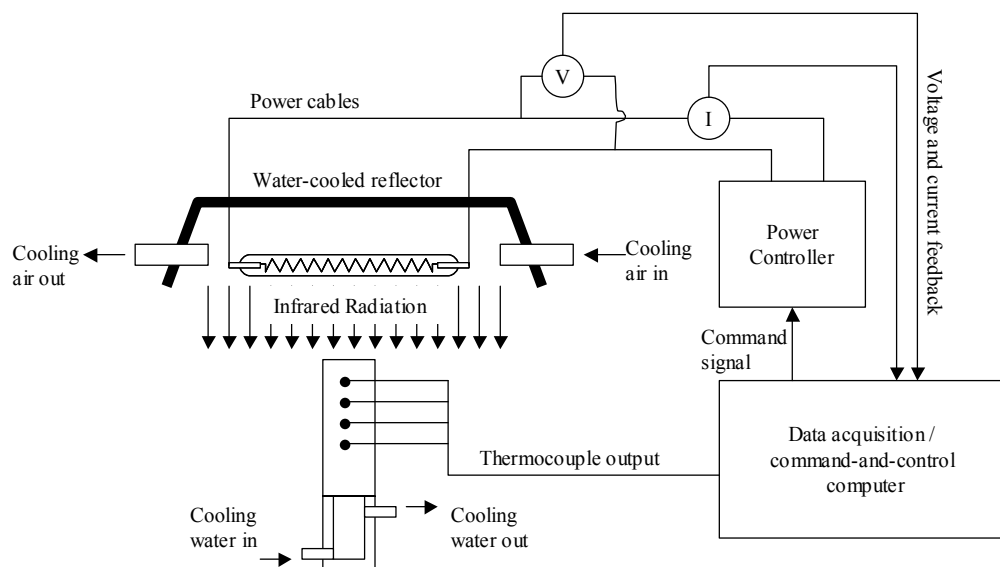 V
Power cables
I
Voltage and current feedback
Water-cooled reflector
Power
Controller
Cooling
air out
Cooling
air in
Infrared Radiation
Command
signal
Data acquisition /
command-and-control
computer
Thermocouple output
Cooling
water in
Cooling
water out